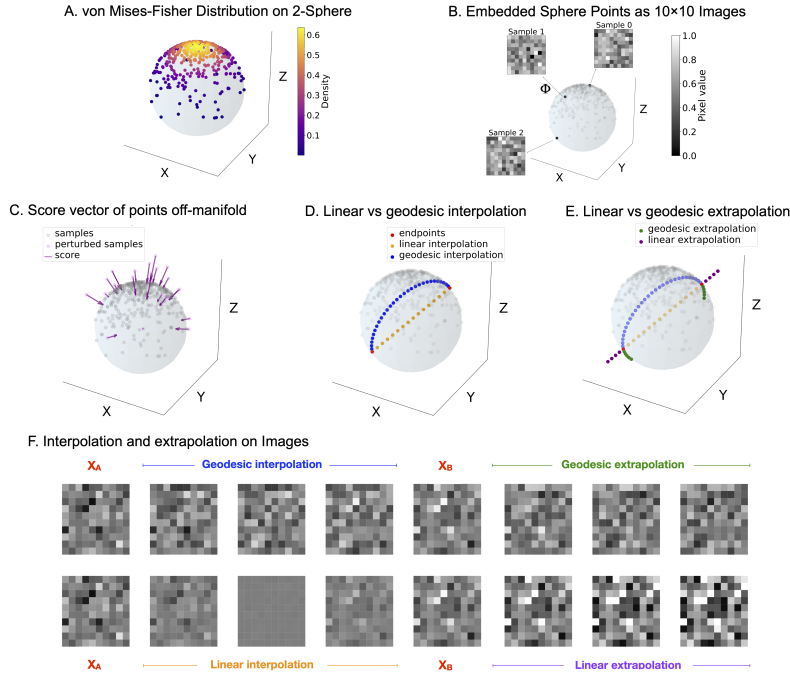 A. von Mises-Fisher Distribution on 2-Sphere
0.6
0.5
0.4
0.3
0.2
0.1
Density
Z
Y
X
B. Embedded Sphere Points as 10×10 Images
Sample 0
Sample 1
Sample 2
Φ
1.0
0.8
0.6
0.4
0.2
0.0
Pixel value
Z
Y
X
C. Score vector of points off-manifold
samples
perturbed samples
score
Z
Y
X
D. Linear vs geodesic interpolation
endpoints
linear interpolation
geodesic interpolation
Z
Y
X
E. Linear vs geodesic extrapolation
geodesic extrapolation
linear extrapolation
Z
Y
X
F. Interpolation and extrapolation on Images
XA Geodesic interpolation XB Geodesic extrapolation
XA Linear interpolation XB Linear extrapolation